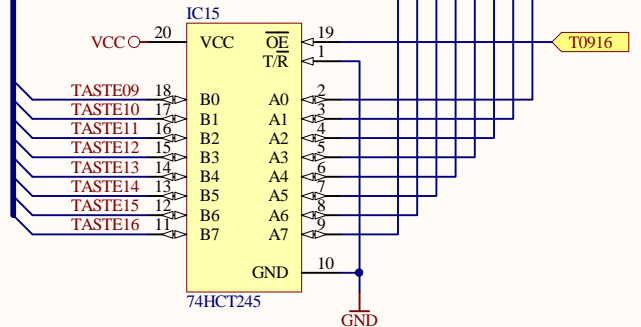 IC15
VCC 20 VCC OE 19 T0916
T/R 1
TASTE09 18 B0 A0 2
TASTE10 17 B1 A1 3
TASTE11 16 B2 A2 4
TASTE12 15 B3 A3 5
TASTE13 14 B4 A4 6
TASTE14 13 B5 A5 7
TASTE15 12 B6 A6 8
TASTE16 11 B7 A7 9
GND 10
74HCT245
GND